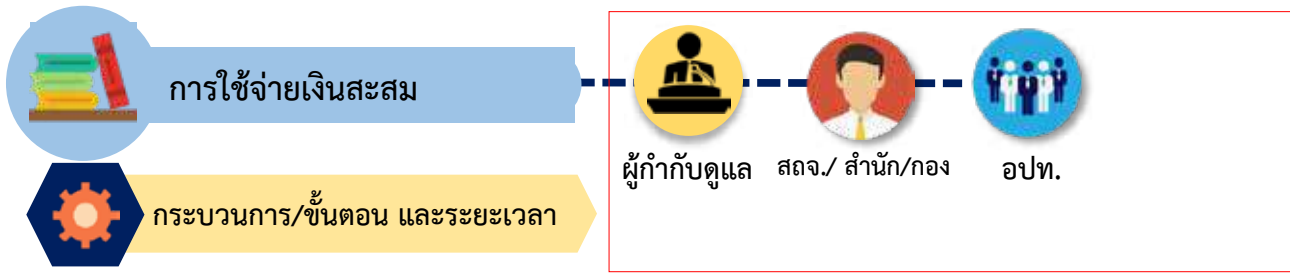 การใช้จ่ายเงินสะสม
ผู้กำกับดูแล
สถจ./ สำนัก/กอง
อปท.
กระบวนการ/ขั้นตอน และระยะเวลา